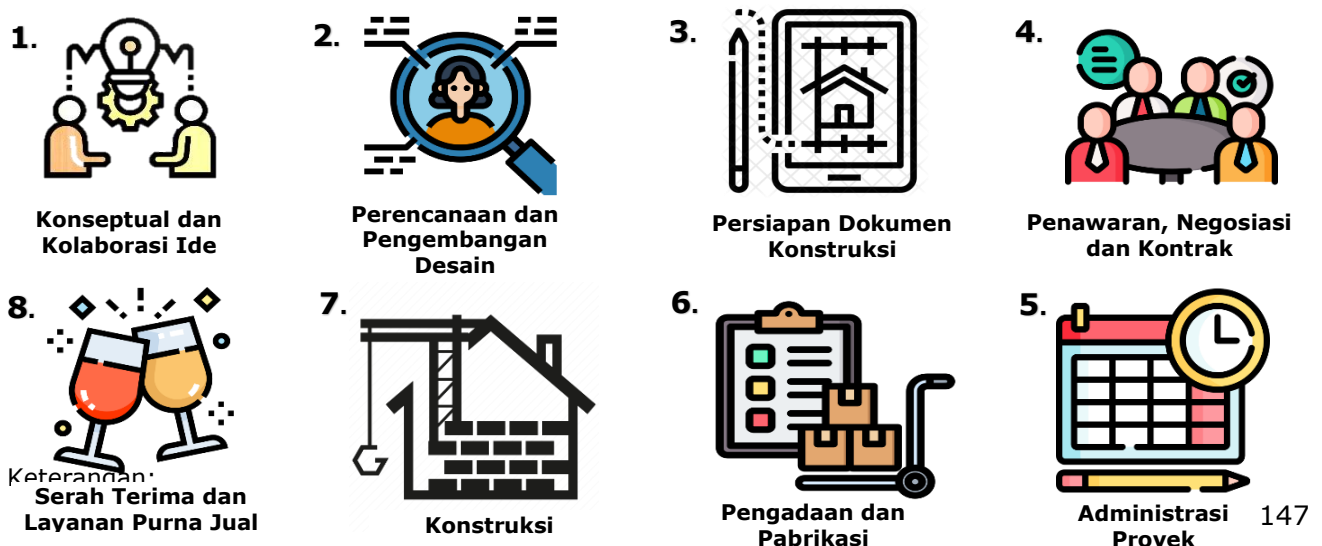 1.
Konseptual dan
Kolaborasi Ide
2.
Perencanaan dan
Pengembangan
Desain
3.
Persiapan Dokumen
Konstruksi
4.
Penawaran, Negosiasi
dan Kontrak
8.
Keterangan:
Serah Terima dan
Layanan Purna Jual
7.
Konstruksi
6.
Pengadaan dan
Pabrikasi
5.
Administrasi
Proyek
147